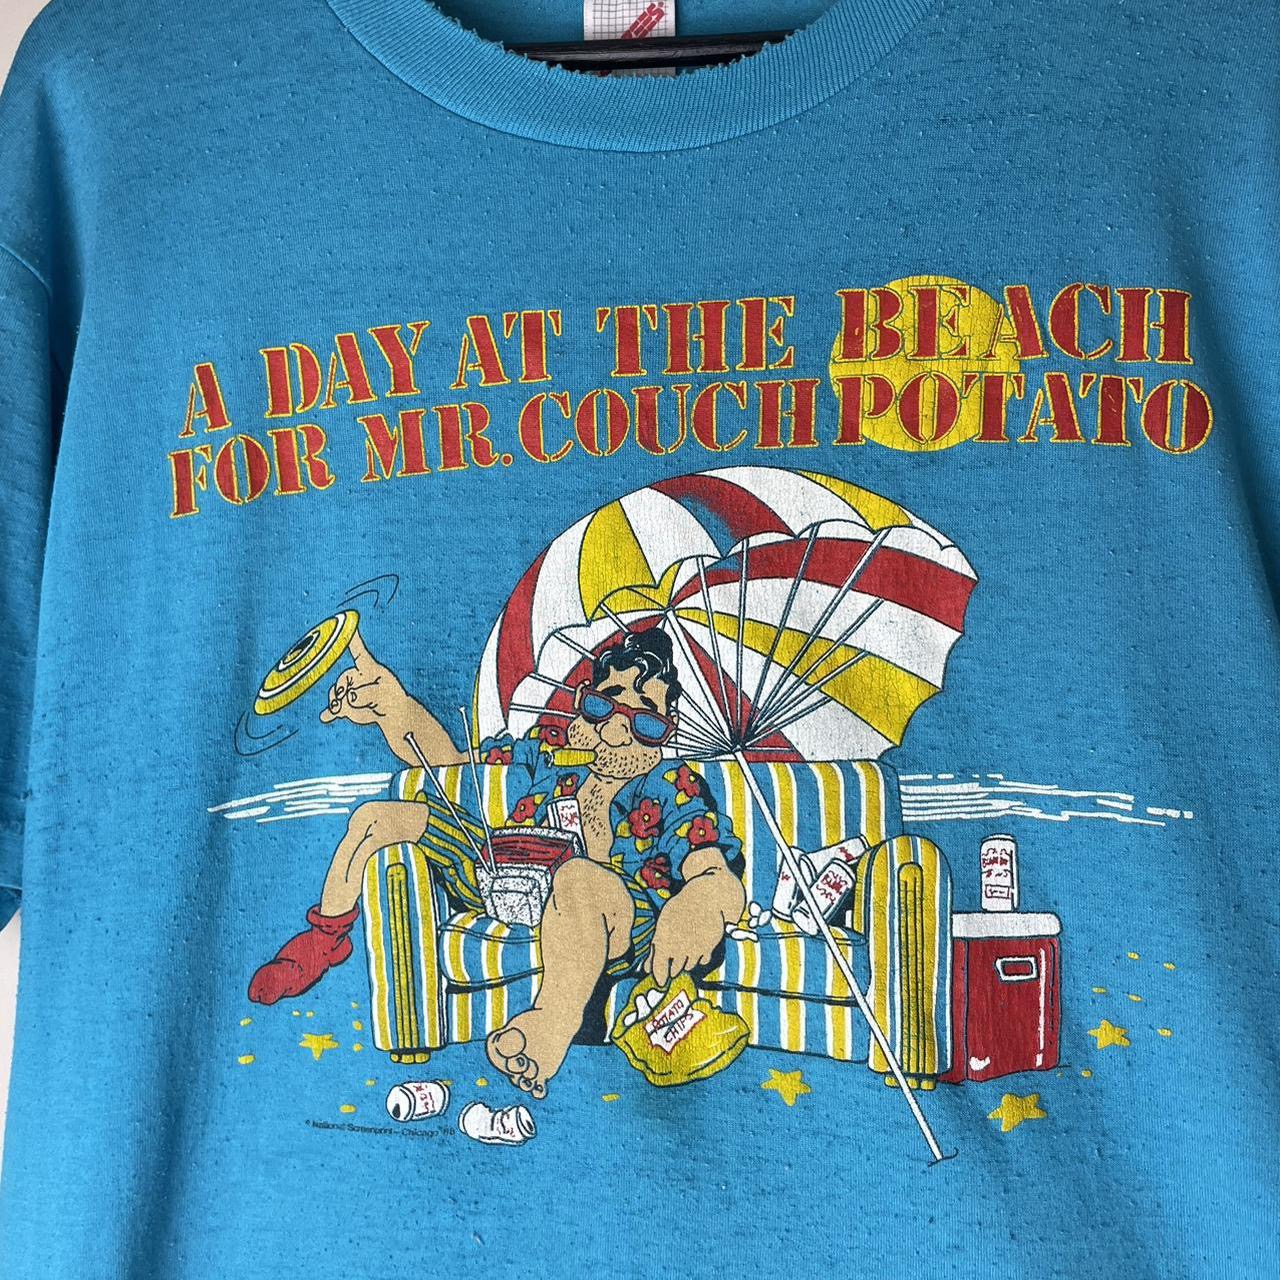 A DAY AT THE BEACH
FOR MR. COUCH POTATO
POTATO
CHIPS
© National Screenprint - Chicago '88